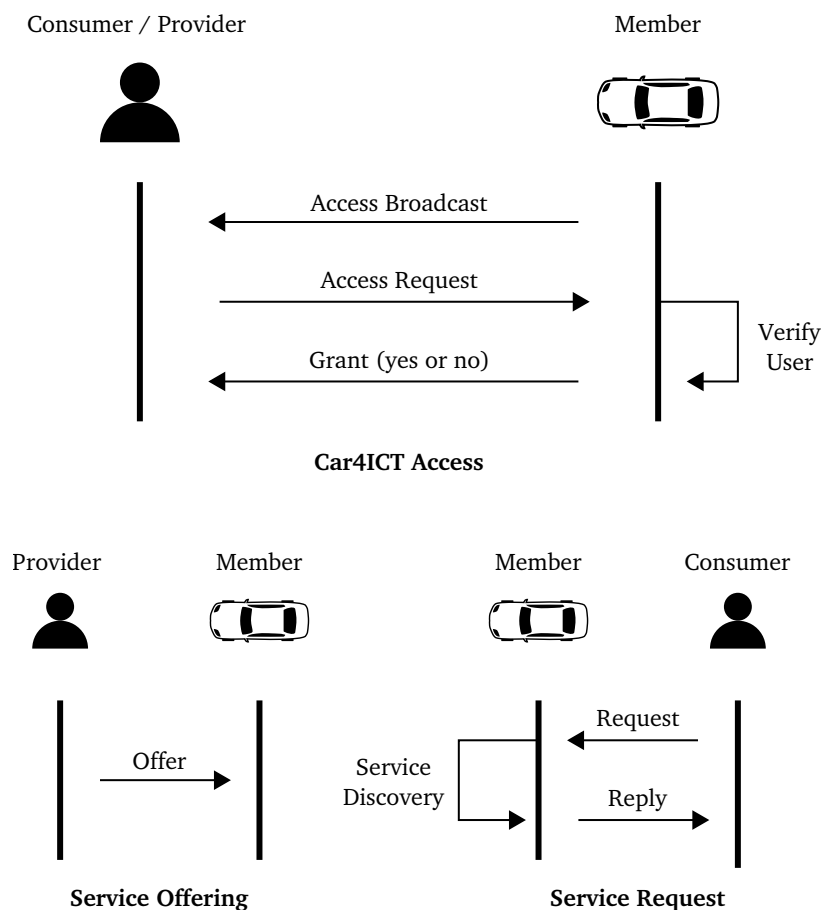 Consumer / Provider
Member
Access Broadcast
Access Request
Verify
User
Grant (yes or no)
Car4ICT Access
Provider
Member
Member
Consumer
Request
Offer
Service
Discovery
Reply
Service Offering
Service Request